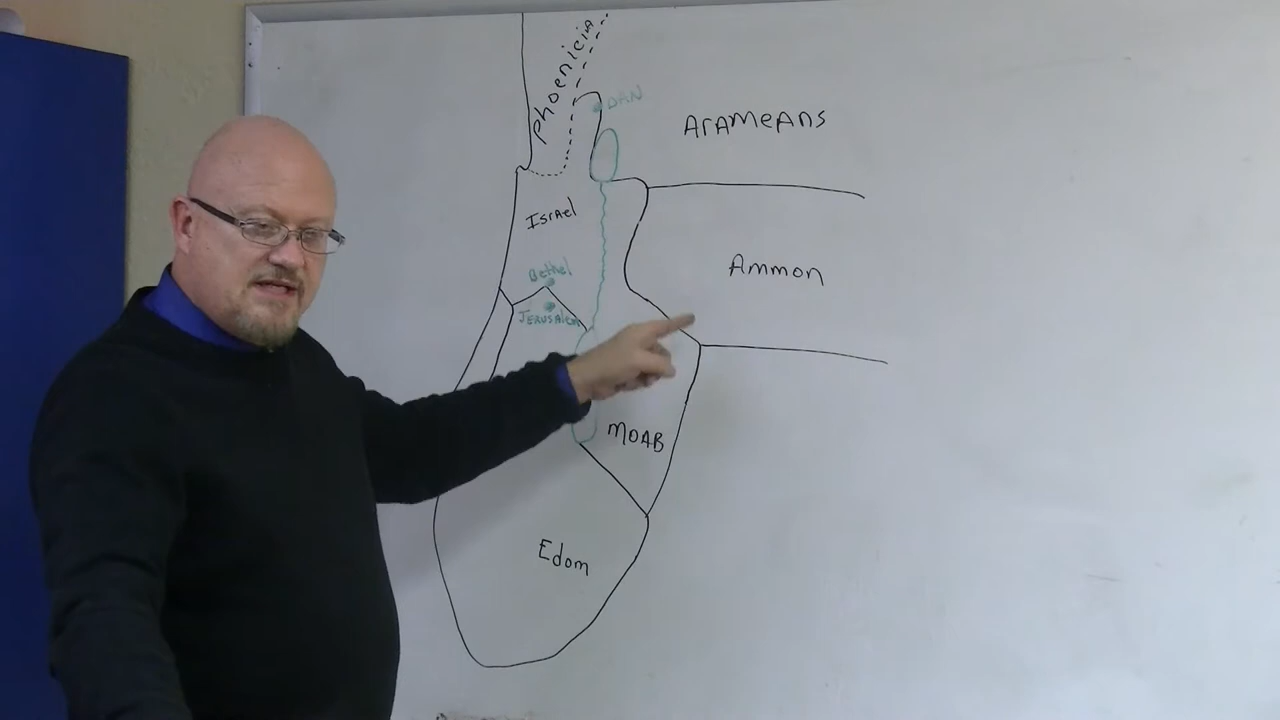 Phoenicia
DAN
ArAmeAns
IsrAel
Bethel
Ammon
JerusAlem
MOAB
Edom